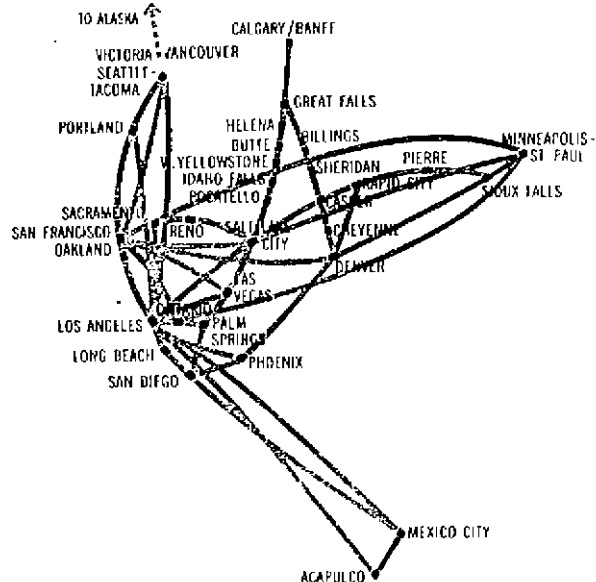 TO ALASKA
CALGARY/BANFF
VICTORIA VANCOUVER
SEATTLE-
TACOMA
GREAT FALLS
PORTLAND
HELENA
BUTTE
BILLINGS
MINNEAPOLIS-
ST. PAUL
W. YELLOWSTONE
SHERIDAN
PIERRE
IDAHO FALLS
RAPID CITY
POCATELLO
CASPER
SIOUX FALLS
SACRAMENTO
RENO
SAN FRANCISCO
SALT LAKE
CITY
OAKLAND
CHEYENNE
DENVER
LAS
VEGAS
ONTARIO
LOS ANGELES
PALM
SPRINGS
LONG BEACH
PHOENIX
SAN DIEGO
MEXICO CITY
ACAPULCO